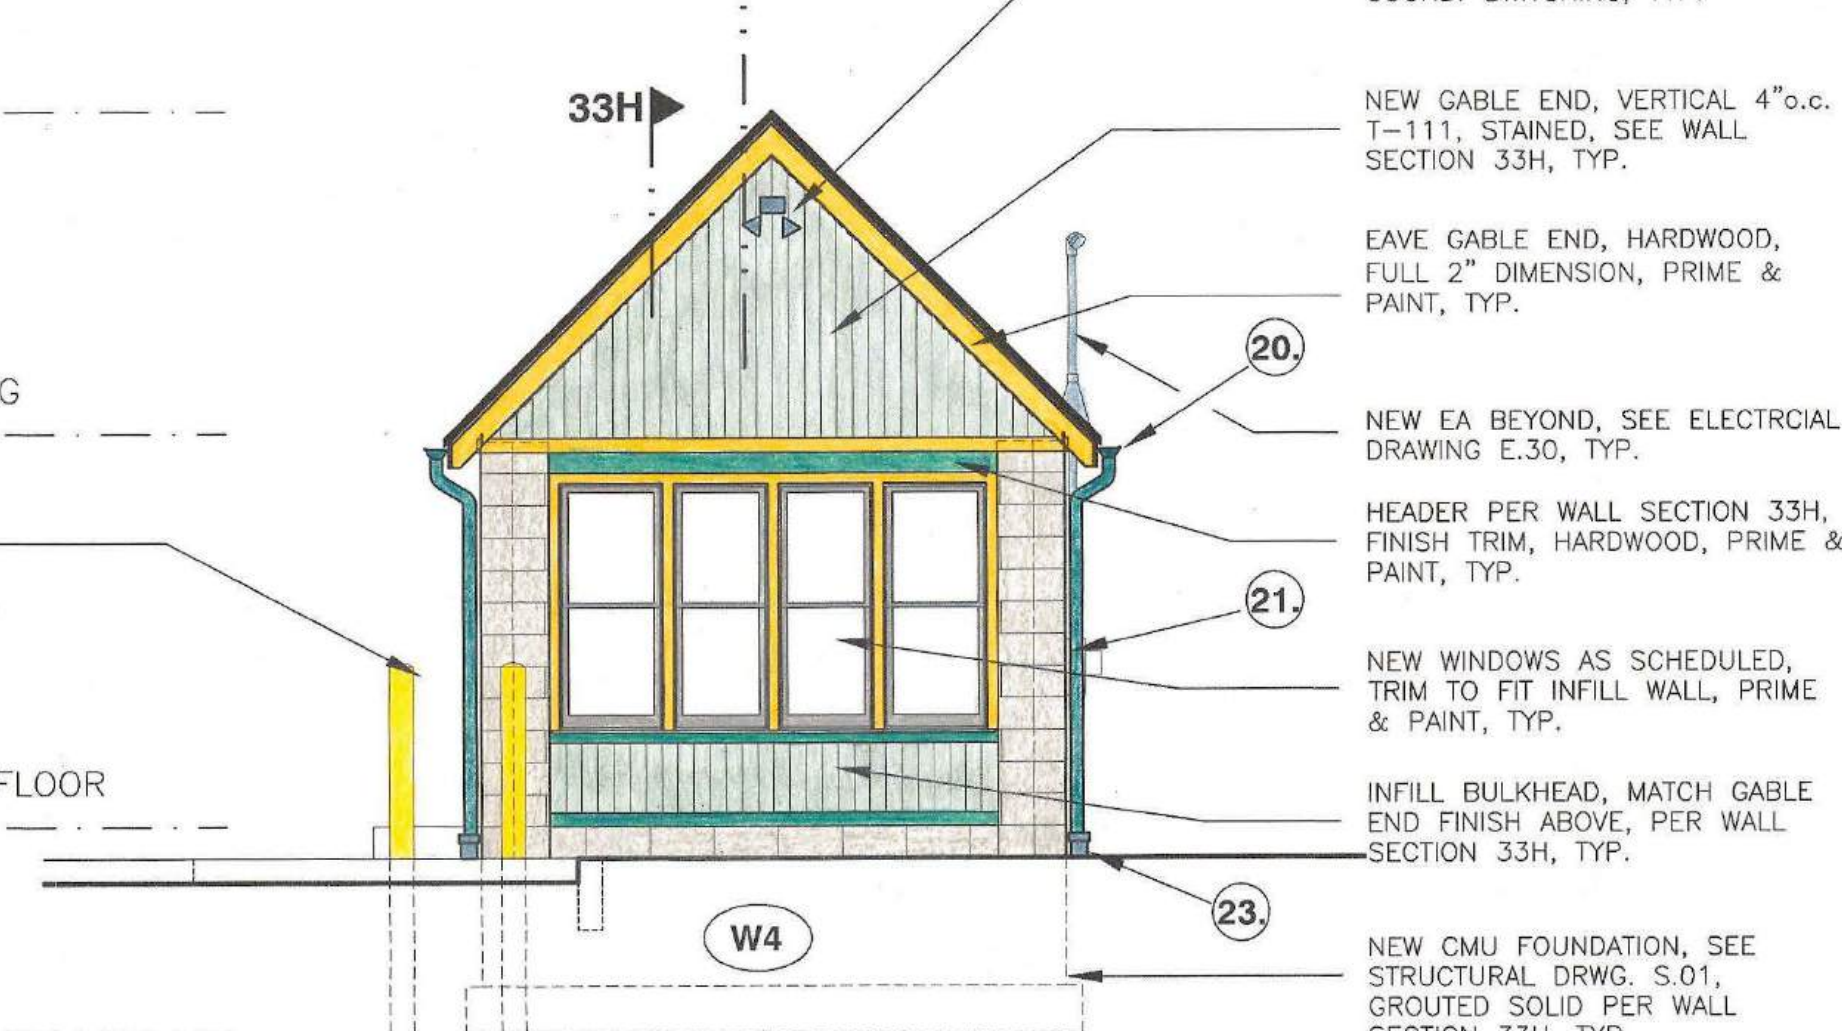 33H
NEW GABLE END, VERTICAL 4"o.c.
T-111, STAINED, SEE WALL
SECTION 33H, TYP.
EAVE GABLE END, HARDWOOD,
FULL 2" DIMENSION, PRIME &
PAINT, TYP.
20.
G
NEW EA BEYOND, SEE ELECTRCIAL
DRAWING E.30, TYP.
HEADER PER WALL SECTION 33H,
FINISH TRIM, HARDWOOD, PRIME &
PAINT, TYP.
21.
NEW WINDOWS AS SCHEDULED,
TRIM TO FIT INFILL WALL, PRIME
& PAINT, TYP.
FLOOR
INFILL BULKHEAD, MATCH GABLE
END FINISH ABOVE, PER WALL
SECTION 33H, TYP.
23.
W4
NEW CMU FOUNDATION, SEE
STRUCTURAL DRWG. S.01,
GROUTED SOLID PER WALL
SECTION 33H, TYP.